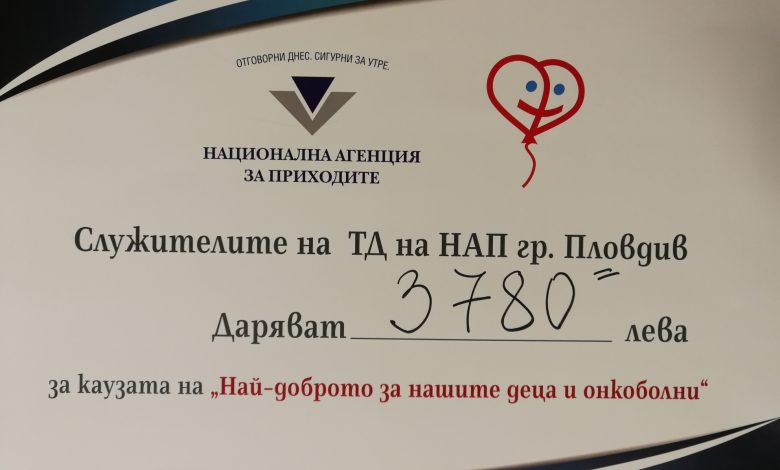 ОТГОВОРНИ ДНЕС. СИГУРНИ ЗА УТРЕ.
НАЦИОНАЛНА АГЕНЦИЯ
ЗА ПРИХОДИТЕ
Служителите на ТД на НАП гр. Пловдив
Даряват 3780= лева
за каузата на „Най-доброто за нашите деца и онкоболни“